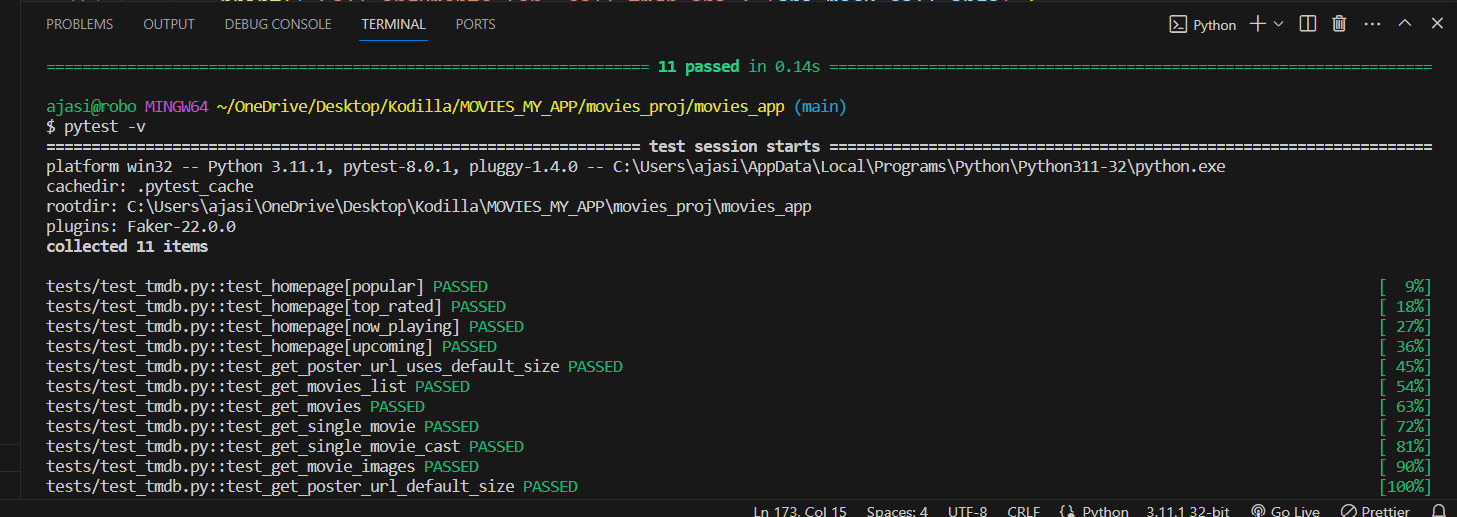 PROBLEMS OUTPUT DEBUG CONSOLE TERMINAL PORTS Python
=================================================================== 11 passed in 0.14s ===================================================================
ajasi@robo MINGW64 ~/OneDrive/Desktop/Kodilla/MOVIES_MY_APP/movies_proj/movies_app (main)
$ pytest -v
================================================================== test session starts ===================================================================
platform win32 -- Python 3.11.1, pytest-8.0.1, pluggy-1.4.0 -- C:\Users\ajasi\AppData\Local\Programs\Python\Python311-32\python.exe
cachedir: .pytest_cache
rootdir: C:\Users\ajasi\OneDrive\Desktop\Kodilla\MOVIES_MY_APP\movies_proj\movies_app
plugins: Faker-22.0.0
collected 11 items
tests/test_tmdb.py::test_homepage[popular] PASSED [  9%]
tests/test_tmdb.py::test_homepage[top_rated] PASSED [ 18%]
tests/test_tmdb.py::test_homepage[now_playing] PASSED [ 27%]
tests/test_tmdb.py::test_homepage[upcoming] PASSED [ 36%]
tests/test_tmdb.py::test_get_poster_url_uses_default_size PASSED [ 45%]
tests/test_tmdb.py::test_get_movies_list PASSED [ 54%]
tests/test_tmdb.py::test_get_movies PASSED [ 63%]
tests/test_tmdb.py::test_get_single_movie PASSED [ 72%]
tests/test_tmdb.py::test_get_single_movie_cast PASSED [ 81%]
tests/test_tmdb.py::test_get_movie_images PASSED [ 90%]
tests/test_tmdb.py::test_get_poster_url_default_size PASSED [100%]
Ln 173, Col 15 Spaces: 4 UTF-8 CRLF Python 3.11.1 32-bit Go Live Prettier